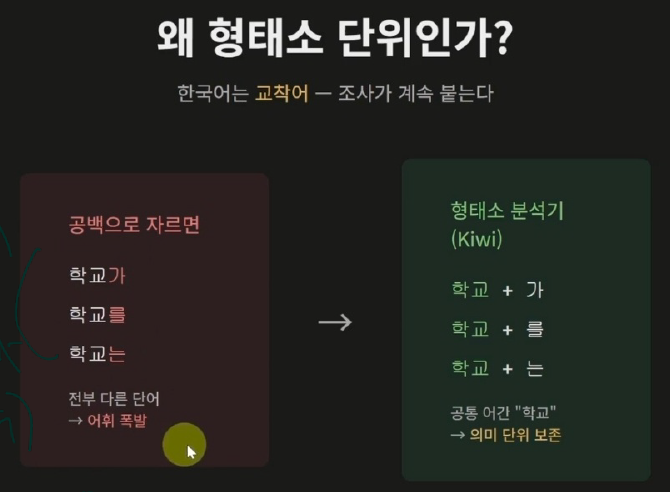 왜 형태소 단위인가?
한국어는 교착어 — 조사가 계속 붙는다
공백으로 자르면
학교가
학교를
학교는
전부 다른 단어
→ 어휘 폭발
→
형태소 분석기
(Kiwi)
학교 + 가
학교 + 를
학교 + 는
공통 어간 "학교"
→ 의미 단위 보존